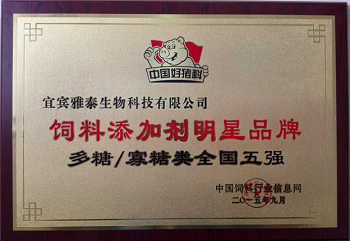 中国好猪料
宜宾雅泰生物科技有限公司
饲料添加剂明星品牌
多糖/寡糖类全国五强
中国饲料行业信息网
二〇一五年九月